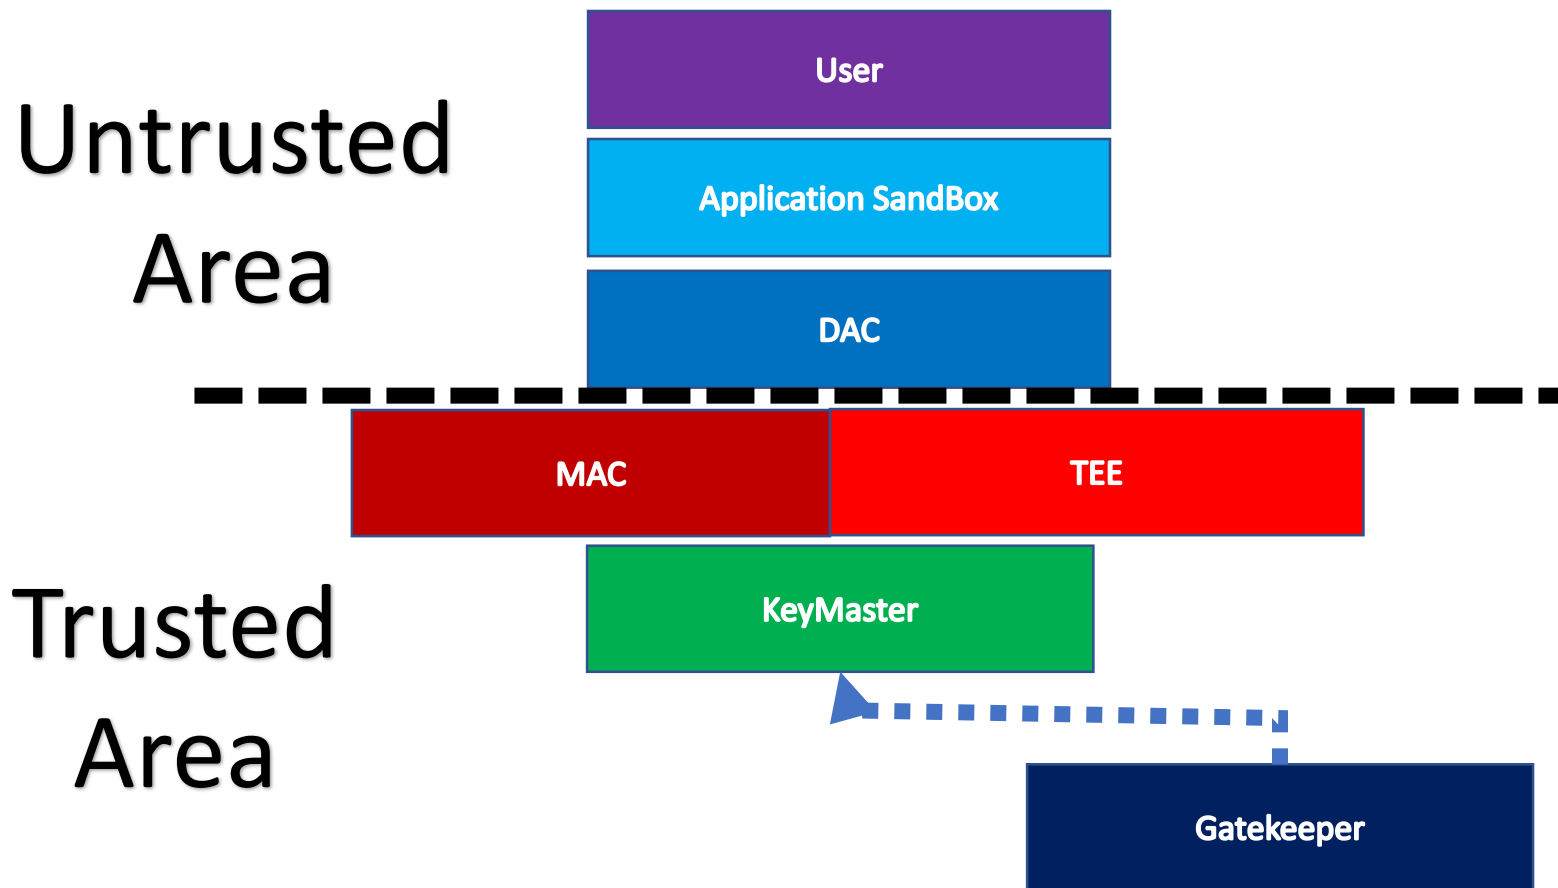 Untrusted
Area
User
Application SandBox
DAC
MAC
TEE
Trusted
Area
KeyMaster
Gatekeeper